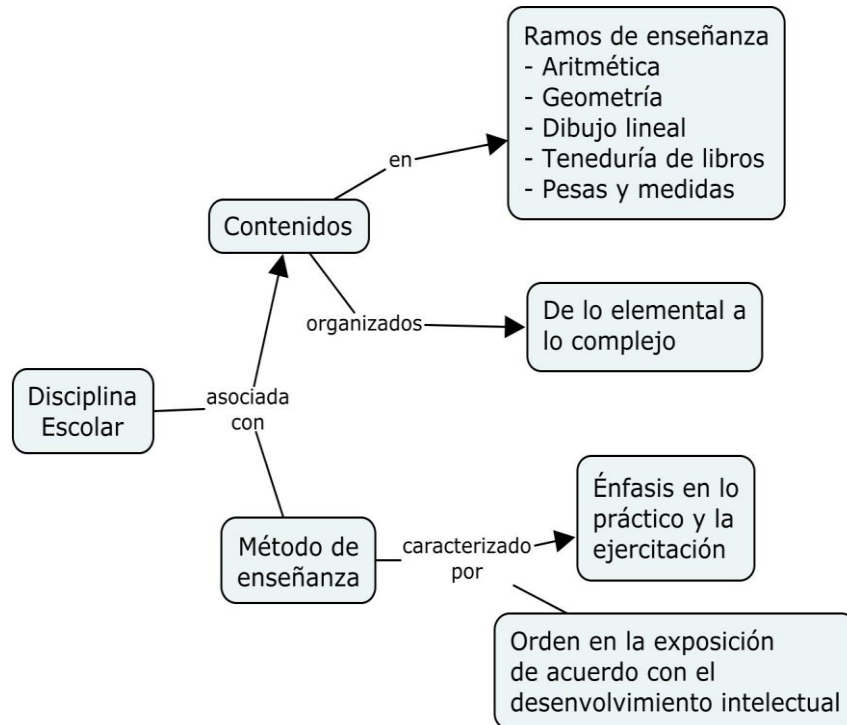 Ramos de enseñanza
- Aritmética
- Geometría
- Dibujo lineal
- Teneduría de libros
- Pesas y medidas
en
Contenidos
organizados
De lo elemental a
lo complejo
Disciplina
Escolar
asociada
con
Método de
enseñanza
caracterizado
por
Énfasis en lo
práctico y la
ejercitación
Orden en la exposición
de acuerdo con el
desenvolvimiento intelectual